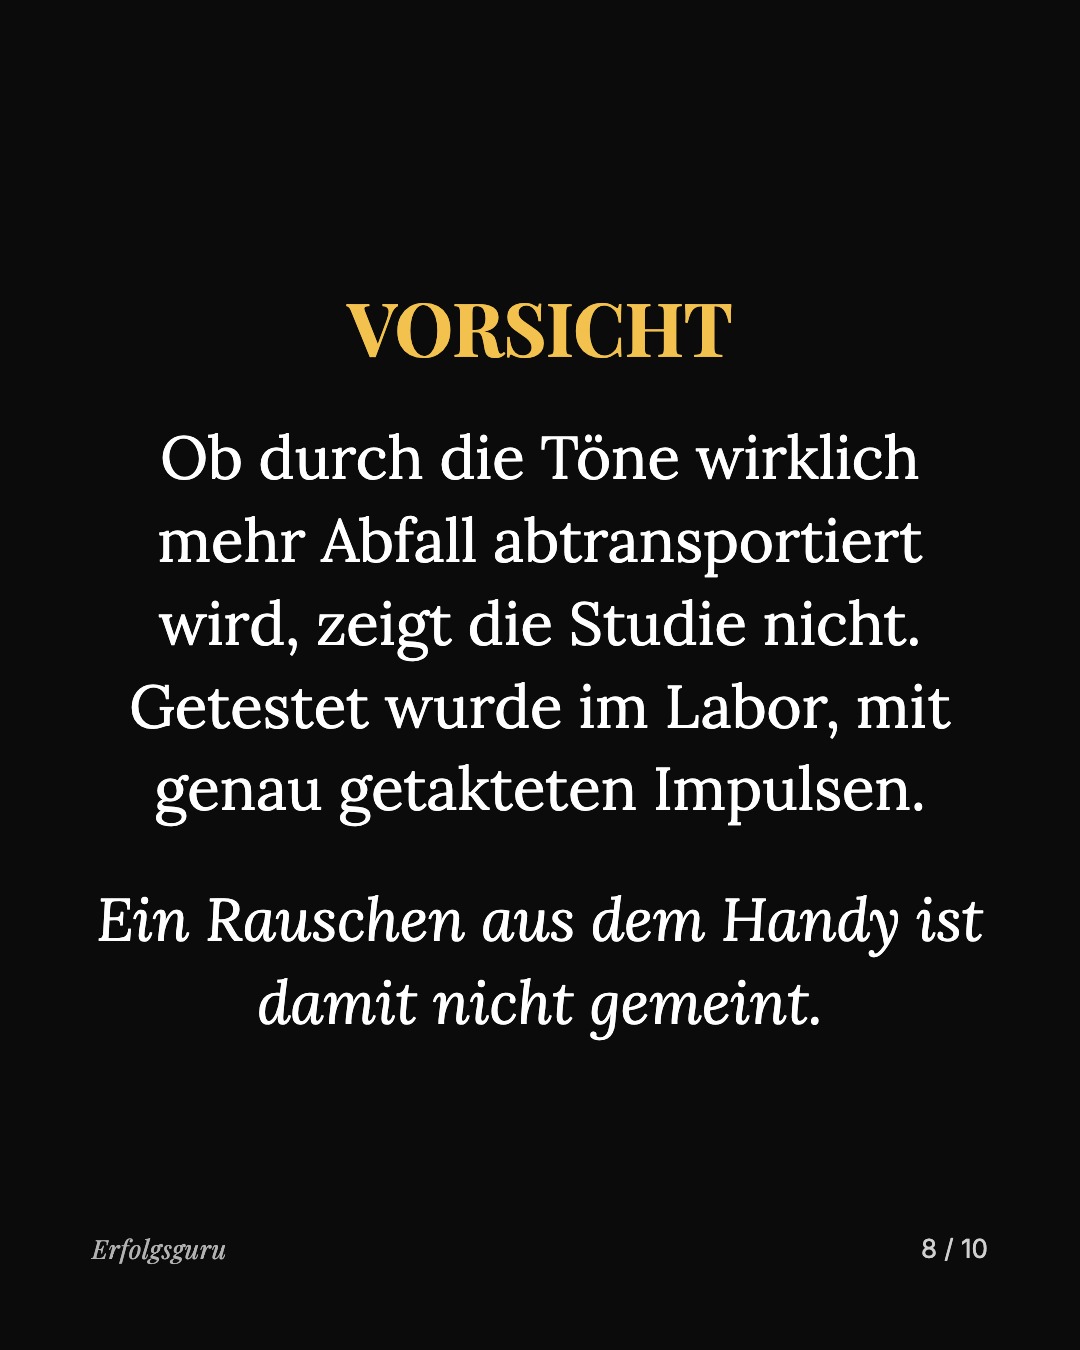 VORSICHT
Ob durch die Töne wirklich
mehr Abfall abtransportiert
wird, zeigt die Studie nicht.
Getestet wurde im Labor, mit
genau getakteten Impulsen.
Ein Rauschen aus dem Handy ist
damit nicht gemeint.
Erfolgsguru
8 / 10